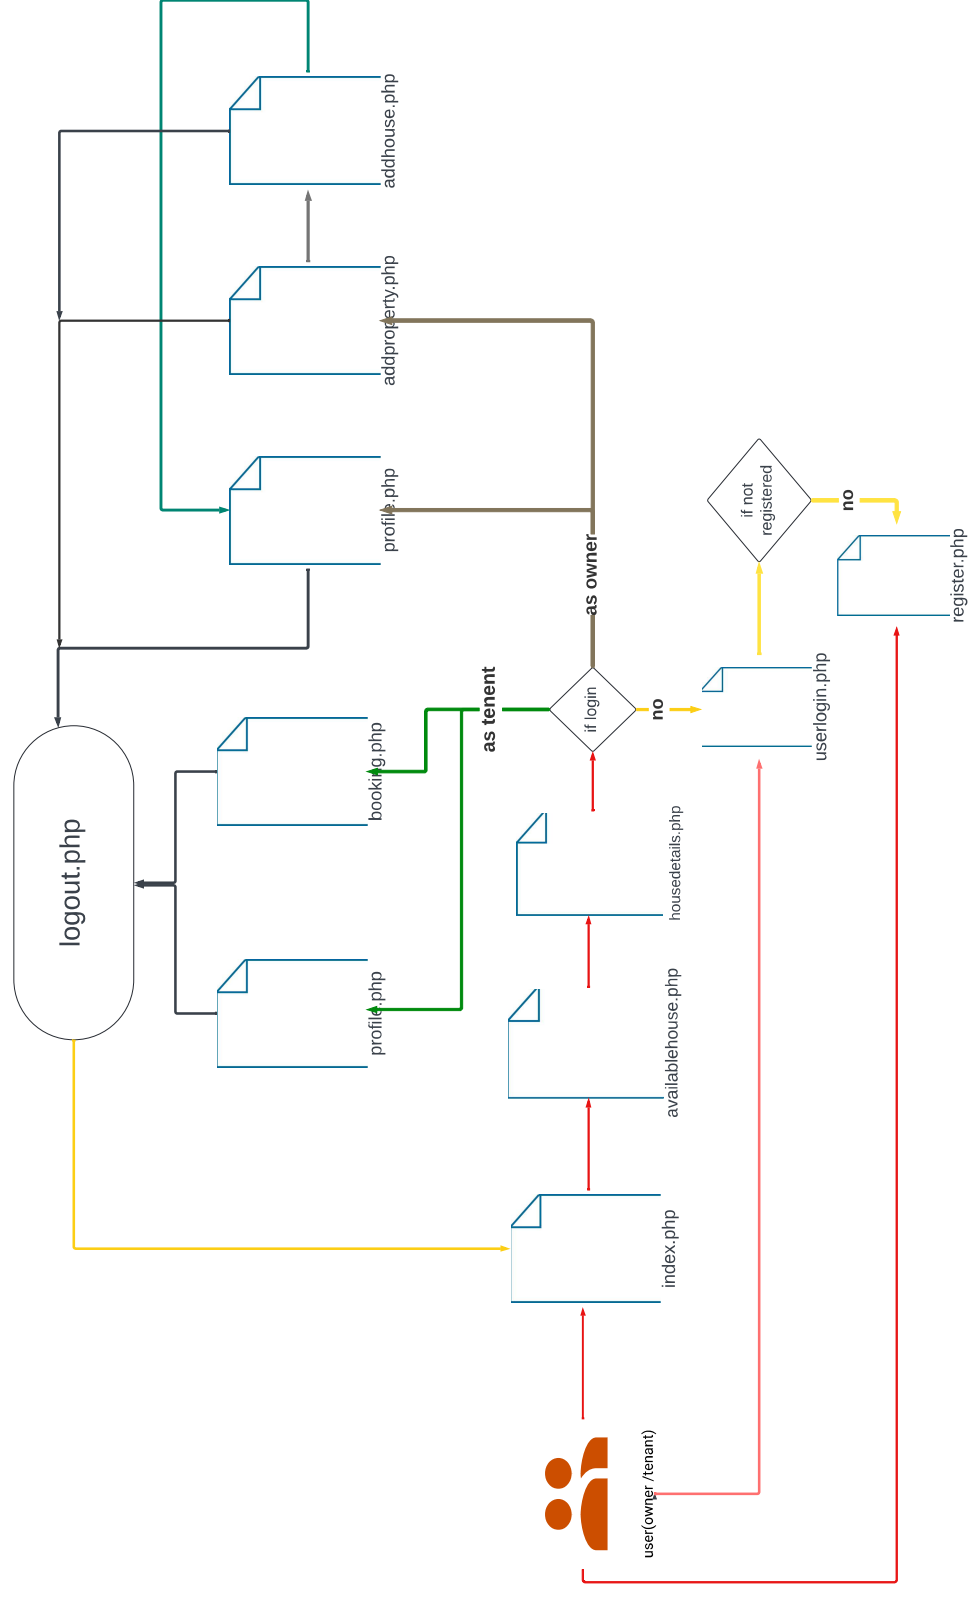 addhouse.php
addproperty.php
profile.php
as owner
if not
registered
no
register.php
userlogin.php
no
if login
as tenent
booking.php
logout.php
profile.php
housedetails.php
availablehouse.php
index.php
user(owner /tenant)